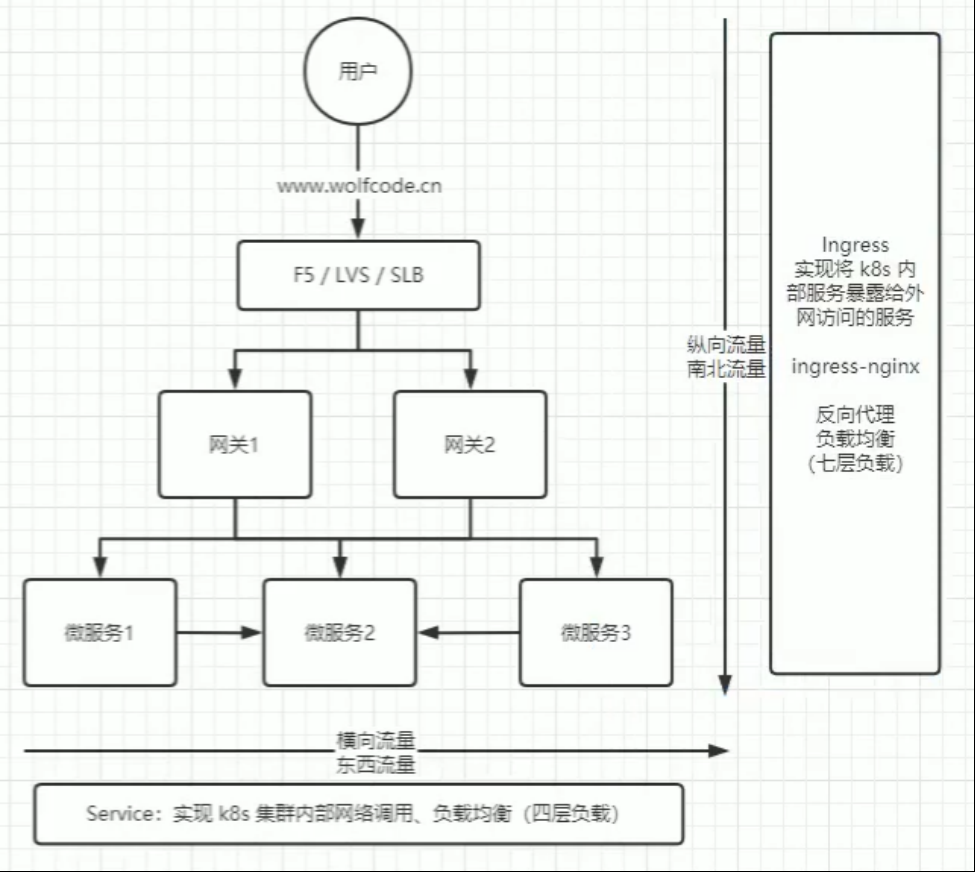 用户
www.wolfcode.cn
F5 / LVS / SLB
网关1
网关2
微服务1
微服务2
微服务3
纵向流量
南北流量
Ingress
实现将 k8s 内
部服务暴露给外
网访问的服务
ingress-nginx
反向代理
负载均衡
（七层负载）
横向流量
东西流量
Service：实现 k8s 集群内部网络调用、负载均衡（四层负载）